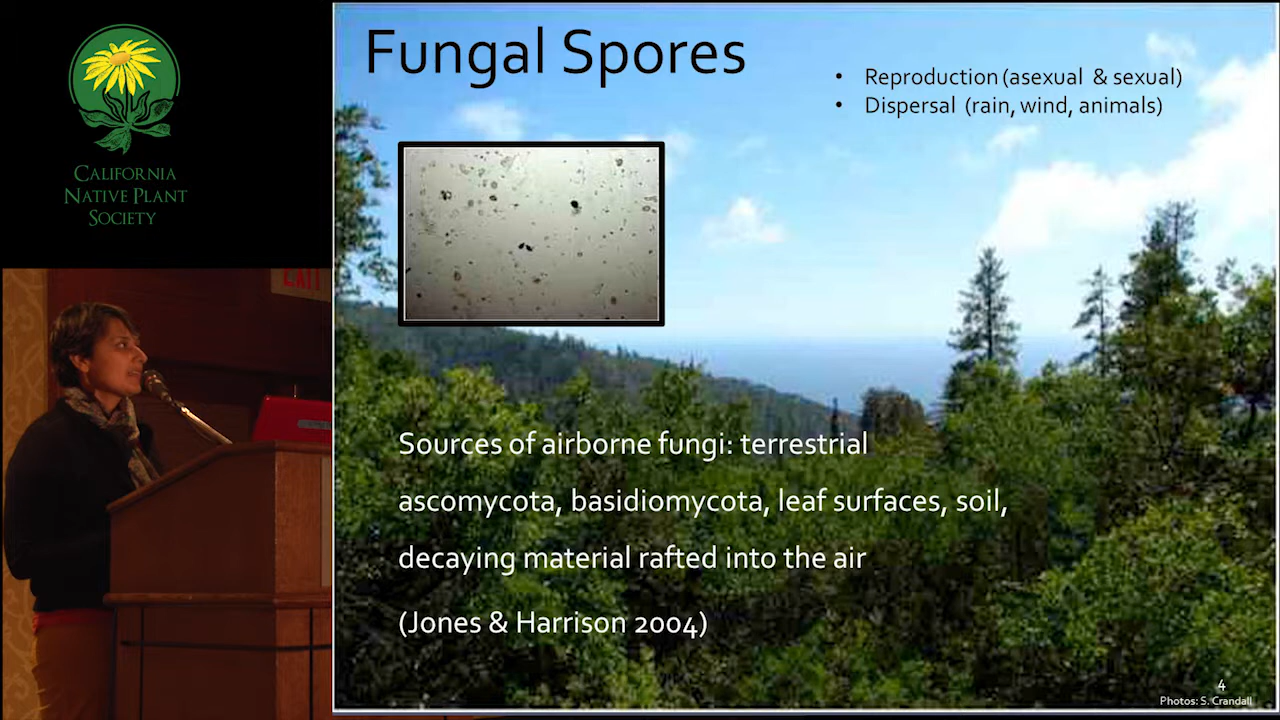 CALIFORNIA
NATIVE PLANT
SOCIETY
EXIT
Fungal Spores
• Reproduction (asexual & sexual)
• Dispersal (rain, wind, animals)
Sources of airborne fungi: terrestrial
ascomycota, basidiomycota, leaf surfaces, soil,
decaying material rafted into the air
(Jones & Harrison 2004)
4
Photos: S. Crandall